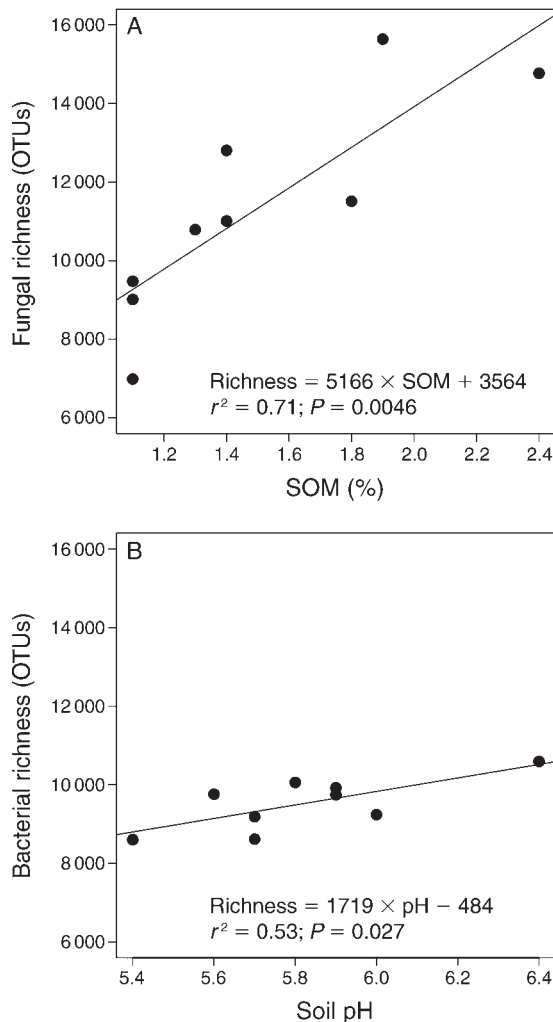 A
16 000
14 000
12 000
10 000
8 000
6 000
Fungal richness (OTUs)
Richness = 5166 × SOM + 3564
r² = 0.71; P = 0.0046
1.2 1.4 1.6 1.8 2.0 2.2 2.4
SOM (%)
B
16 000
14 000
12 000
10 000
8 000
6 000
Bacterial richness (OTUs)
Richness = 1719 × pH − 484
r² = 0.53; P = 0.027
5.4 5.6 5.8 6.0 6.2 6.4
Soil pH